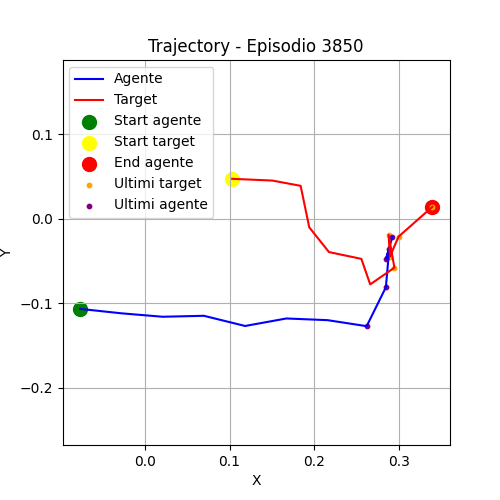 Trajectory - Episodio 3850
Agente
Target
Start agente
Start target
End agente
Ultimi target
Ultimi agente
0.1
0.0
−0.1
−0.2
Y
0.0
0.1
0.2
0.3
X